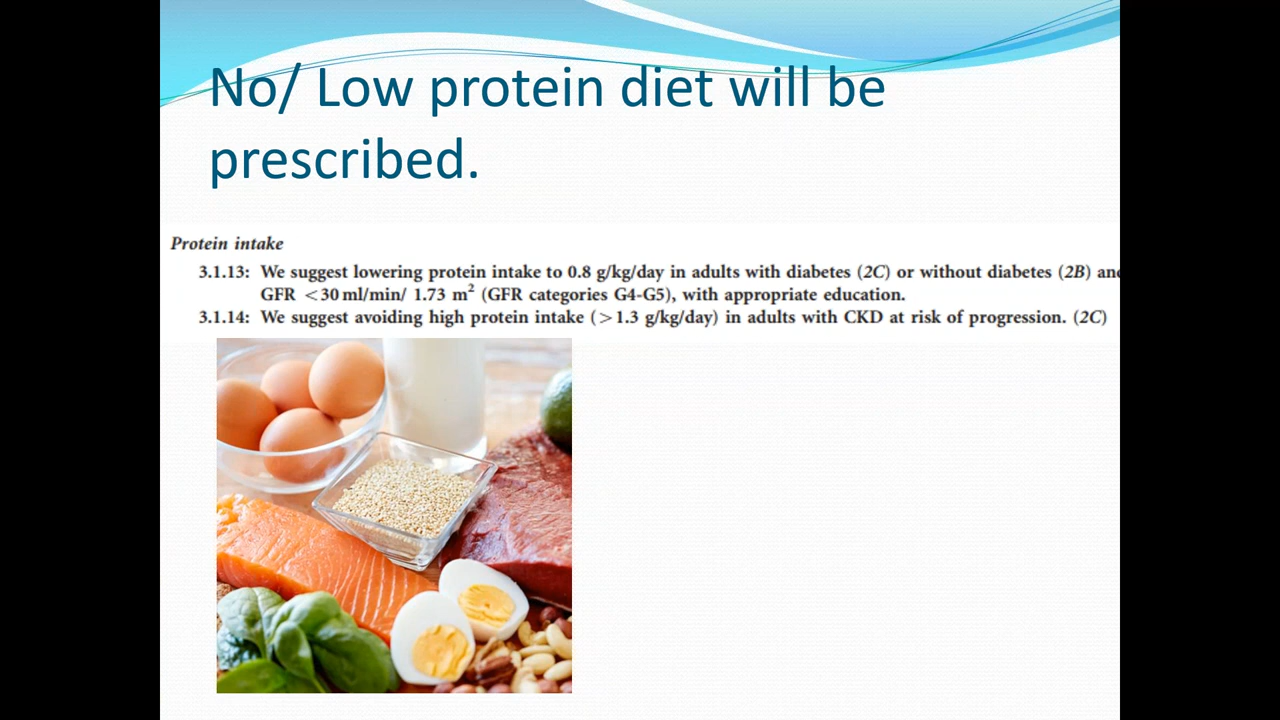 No/ Low protein diet will be
prescribed.
Protein intake
3.1.13: We suggest lowering protein intake to 0.8 g/kg/day in adults with diabetes (2C) or without diabetes (2B) and
GFR <30 ml/min/ 1.73 m² (GFR categories G4-G5), with appropriate education.
3.1.14: We suggest avoiding high protein intake (>1.3 g/kg/day) in adults with CKD at risk of progression. (2C)